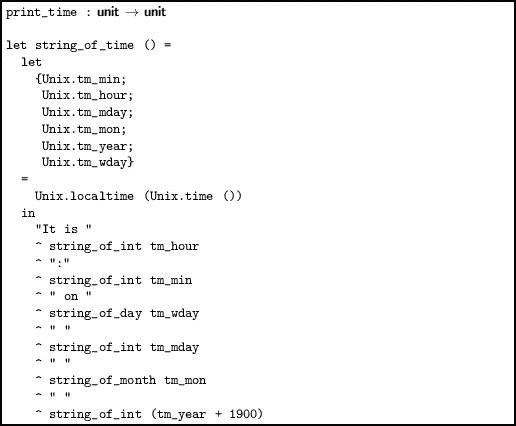 print_time : unit → unit
let string_of_time () =
  let
    {Unix.tm_min;
     Unix.tm_hour;
     Unix.tm_mday;
     Unix.tm_mon;
     Unix.tm_year;
     Unix.tm_wday}
  =
    Unix.localtime (Unix.time ())
  in
    "It is "
    ^ string_of_int tm_hour
    ^ ":"
    ^ string_of_int tm_min
    ^ " on "
    ^ string_of_day tm_wday
    ^ " "
    ^ string_of_int tm_mday
    ^ " "
    ^ string_of_month tm_mon
    ^ " "
    ^ string_of_int (tm_year + 1900)